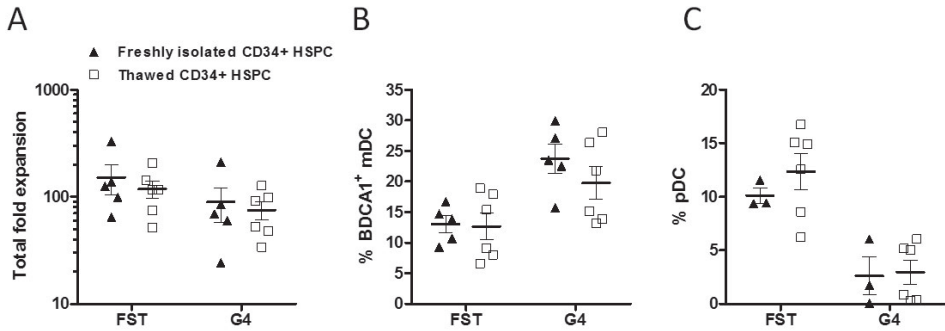 A
▲ Freshly isolated CD34+ HSPC
□ Thawed CD34+ HSPC
Total fold expansion
1000
100
10
FST G4
B
% BDCA1⁺ mDC
35
30
25
20
15
10
5
0
FST G4
C
% pDC
20
15
10
5
0
FST G4